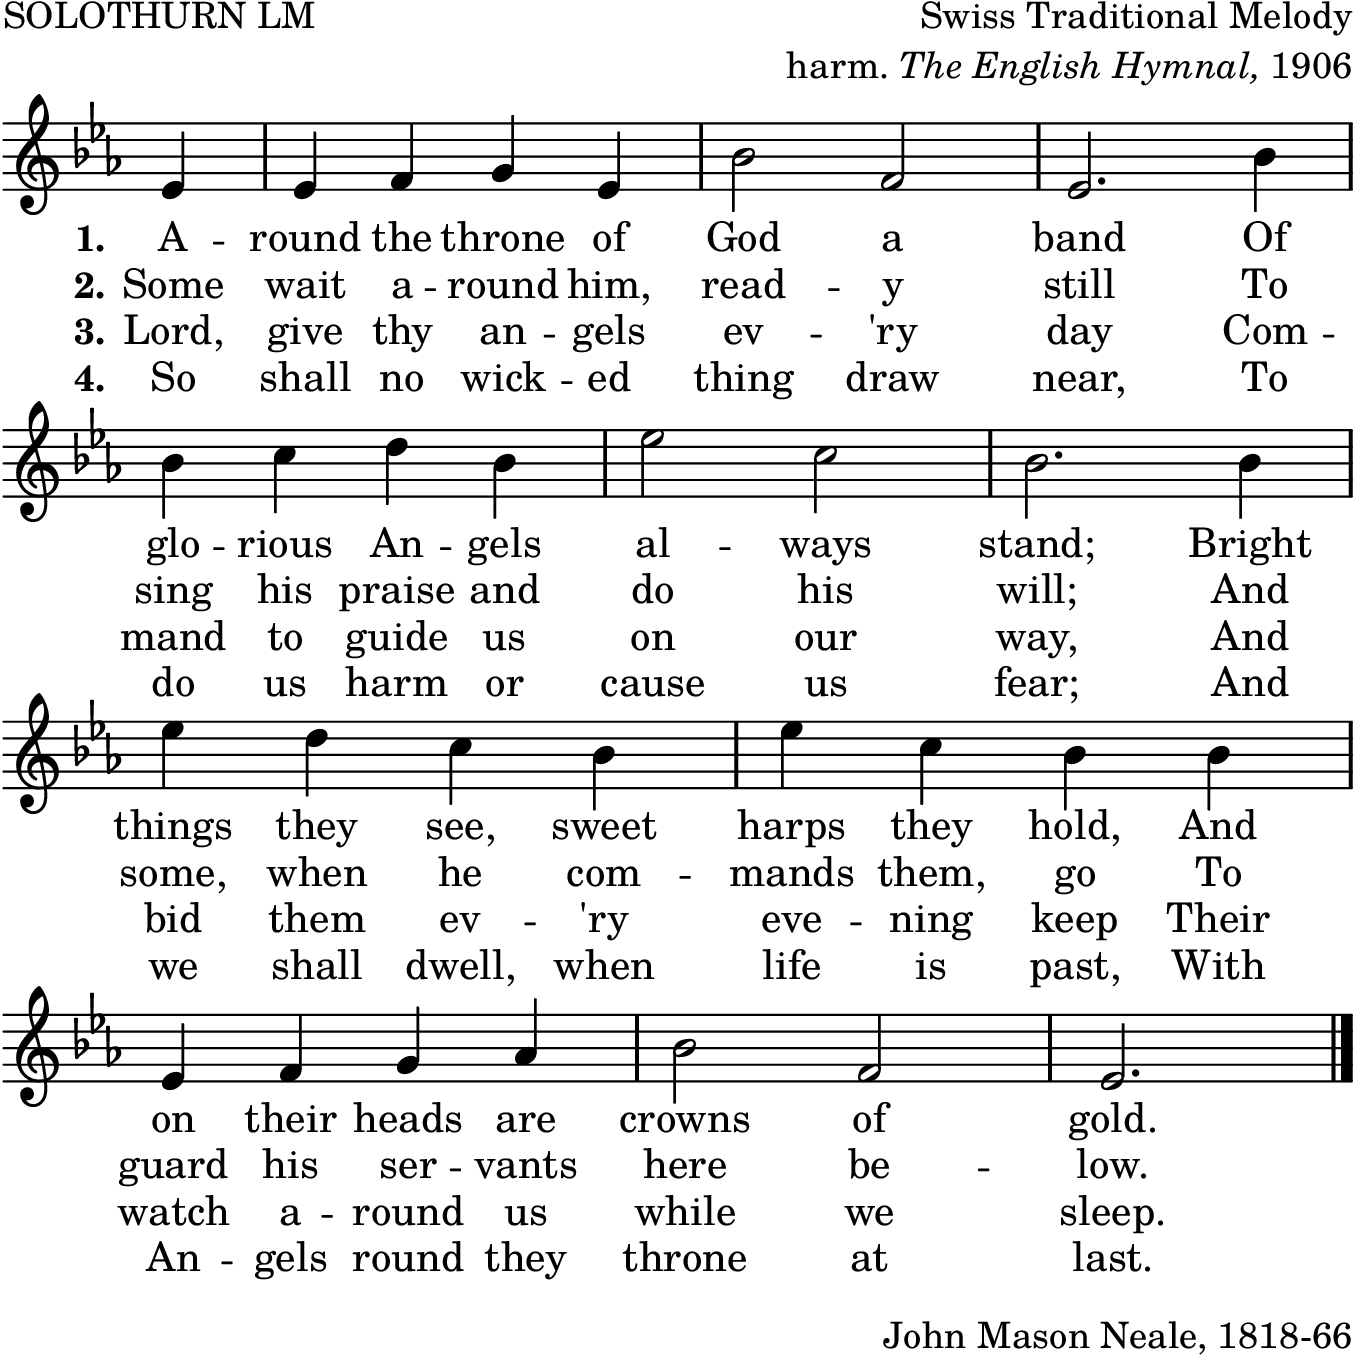 SOLOTHURN LM
Swiss Traditional Melody
harm. The English Hymnal, 1906
1. A -- round the throne of God a band Of
2. Some wait a -- round him, read -- y still To
3. Lord, give thy an -- gels ev -- 'ry day Com --
4. So shall no wick -- ed thing draw near, To
glo -- rious An -- gels al -- ways stand; Bright
sing his praise and do his will; And
mand to guide us on our way, And
do us harm or cause us fear; And
things they see, sweet harps they hold, And
some, when he com -- mands them, go To
bid them ev -- 'ry eve -- ning keep Their
we shall dwell, when life is past, With
on their heads are crowns of gold.
guard his ser -- vants here be -- low.
watch a -- round us while we sleep.
An -- gels round they throne at last.
John Mason Neale, 1818-66